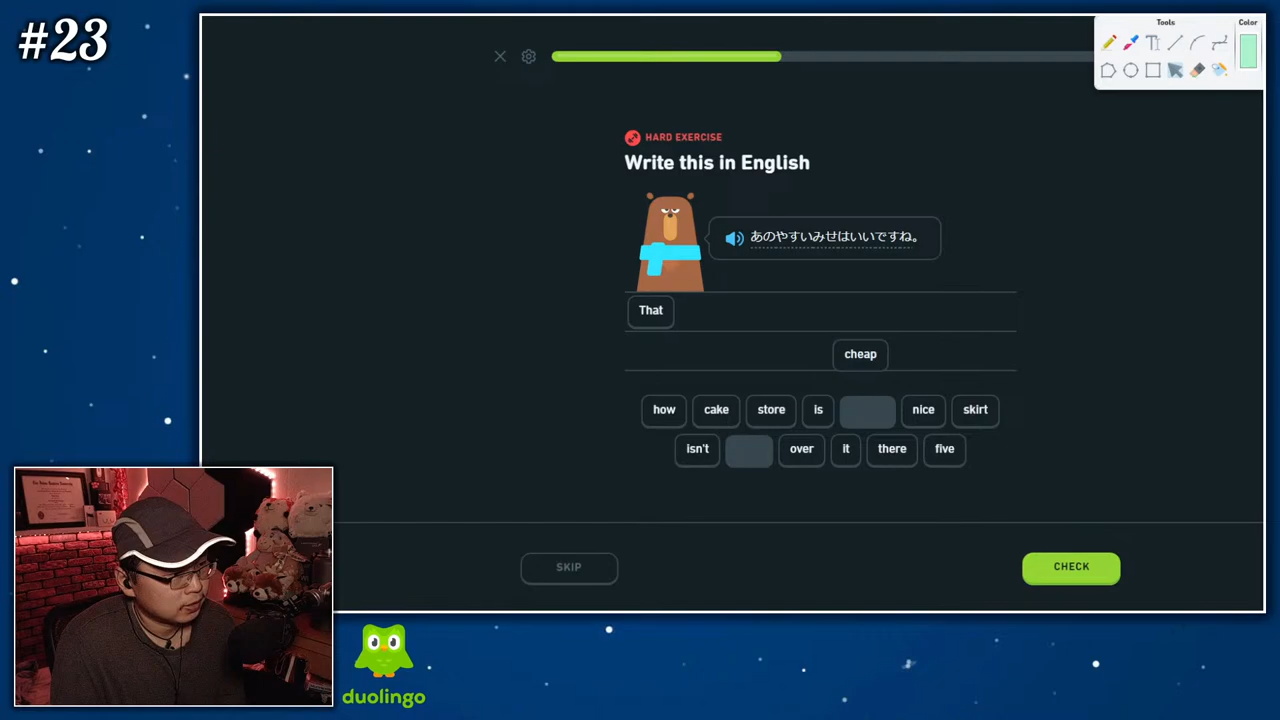 #23
Tools
Color
HARD EXERCISE
Write this in English
あのやすいみせはいいですね。
That
cheap
how cake store is nice skirt
isn't over it there five
SKIP
CHECK
duolingo